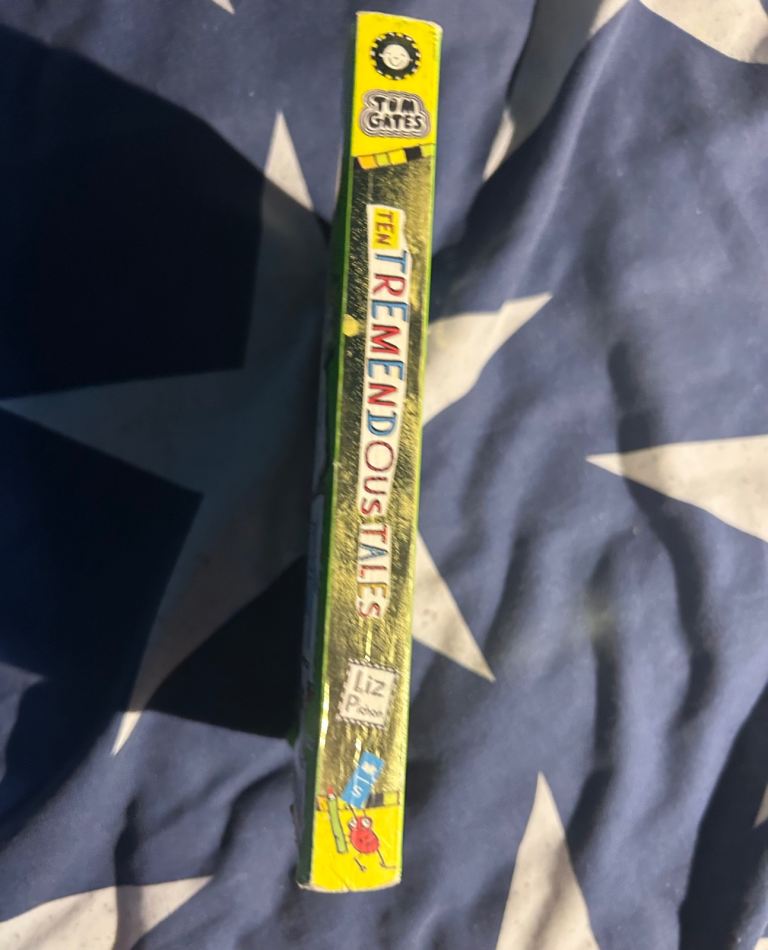 TOM
GATES
TEN
TREMENDOUS TALES
Liz
Pichon